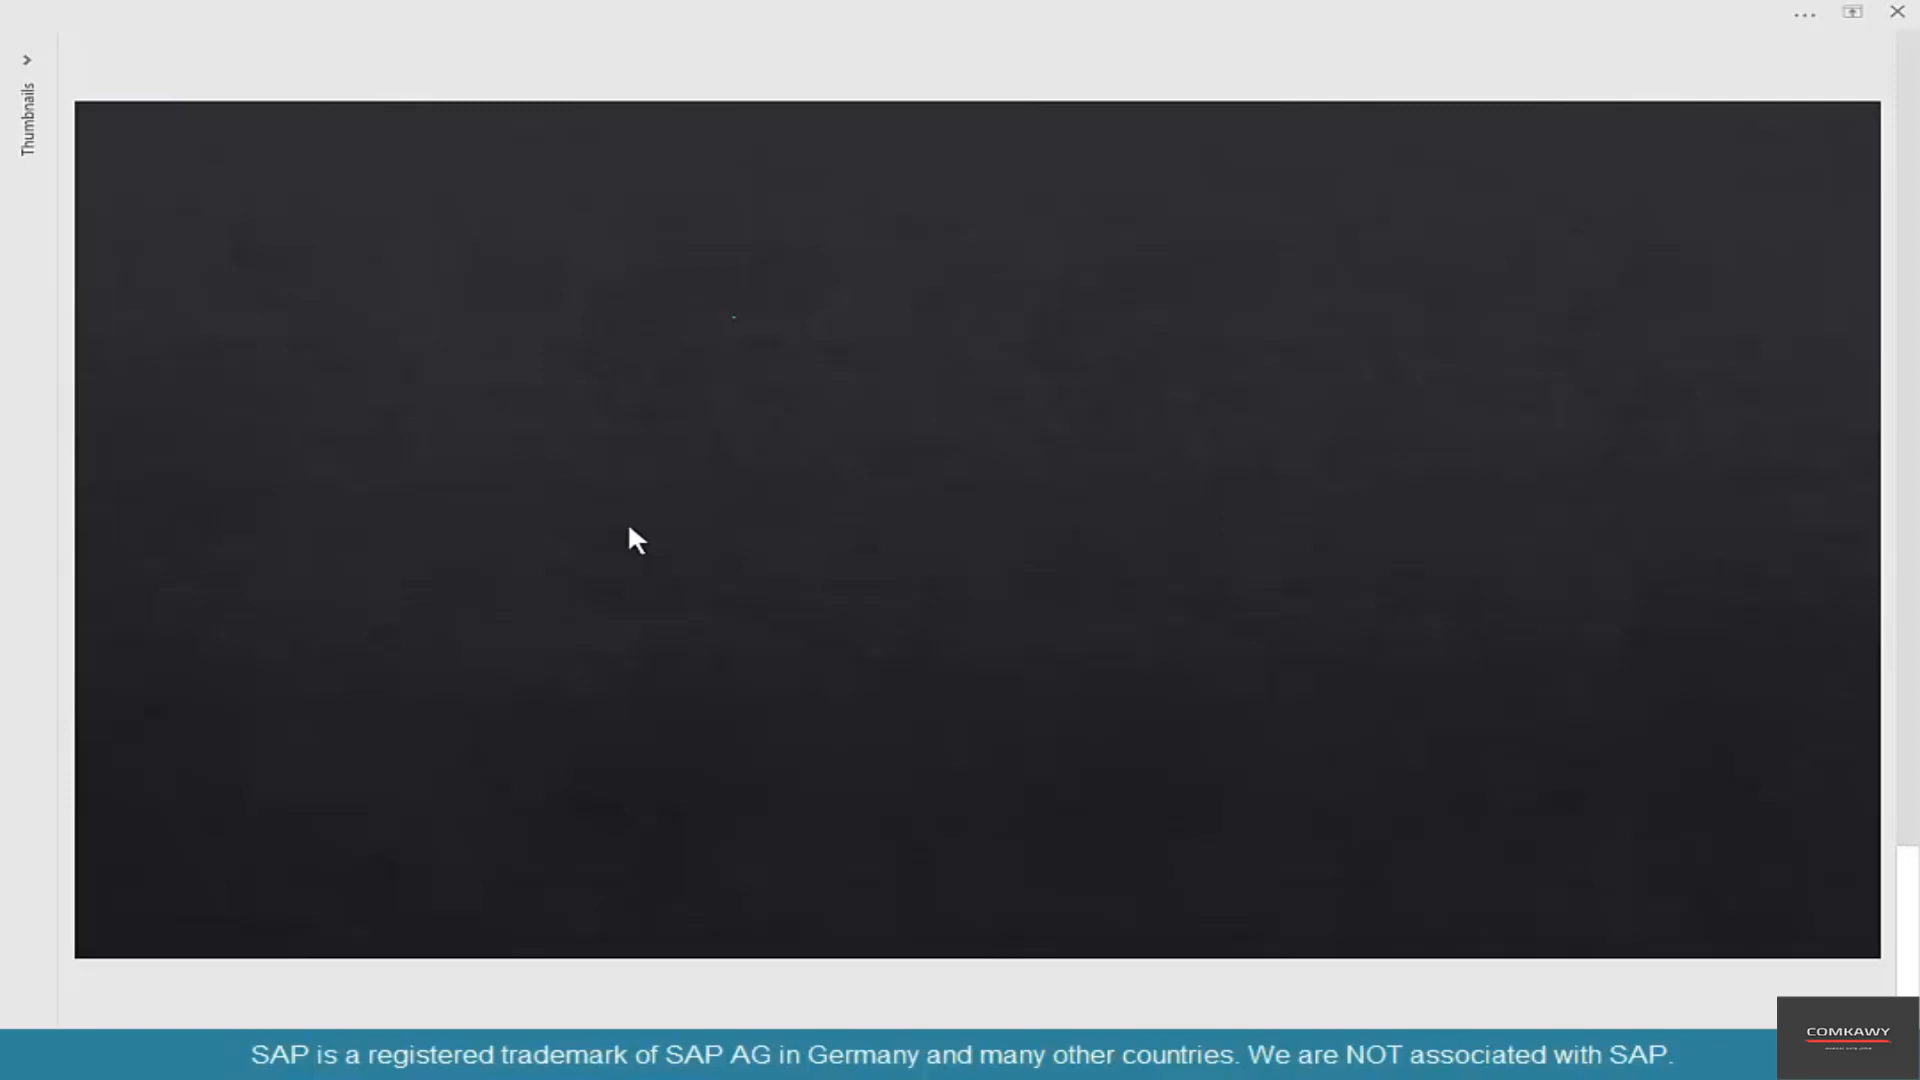 Thumbnails
SAP is a registered trademark of SAP AG in Germany and many other countries. We are NOT associated with SAP.
COMKAWY